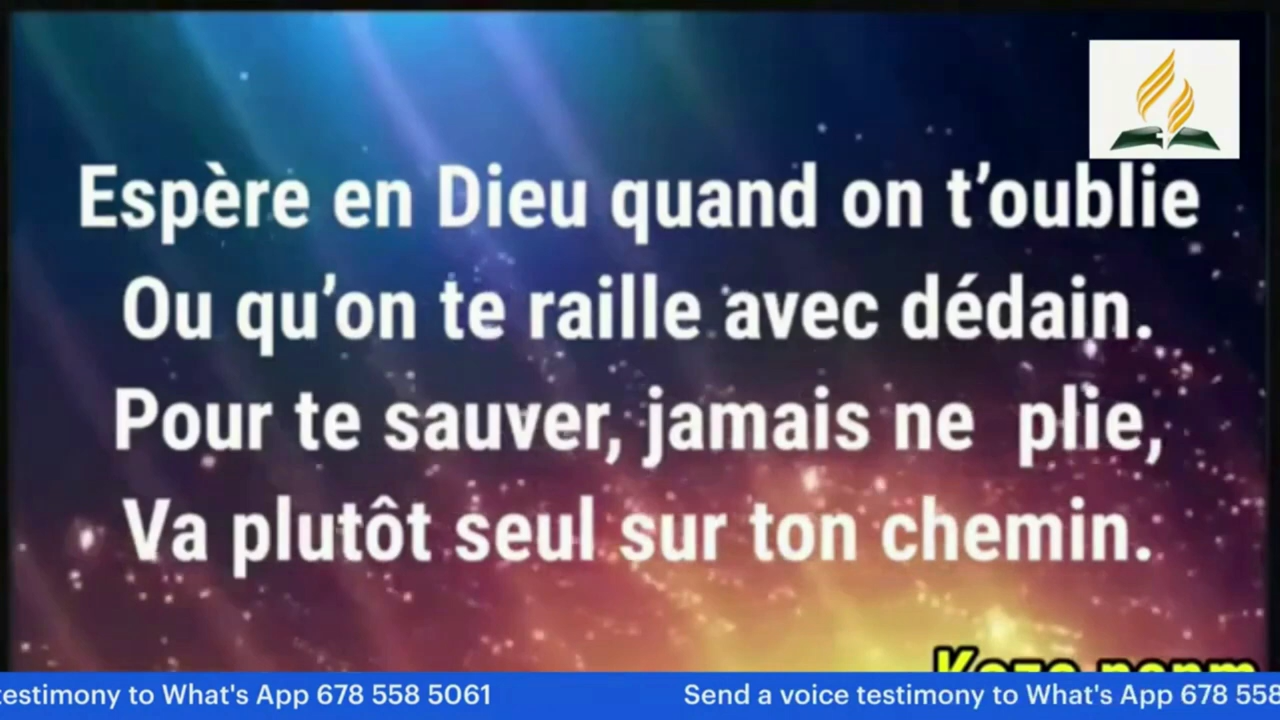 Espère en Dieu quand on t’oublie
Ou qu’on te raille avec dédain.
Pour te sauver, jamais ne plie,
Va plutôt seul sur ton chemin.
testimony to What's App 678 558 5061 Send a voice testimony to What's App 678 558